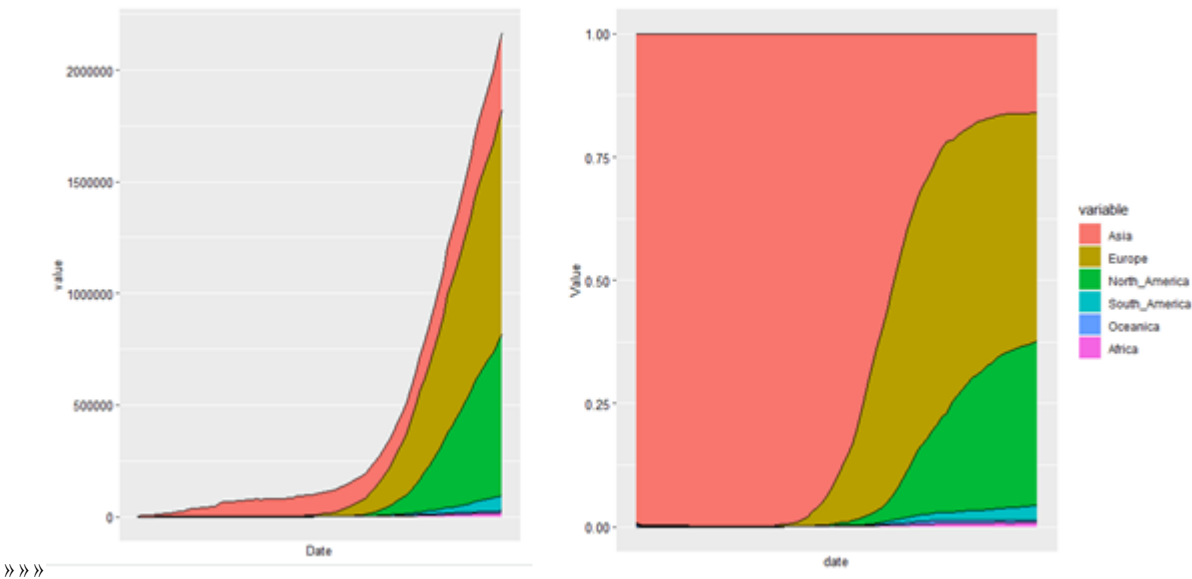 2000000
1500000
1000000
500000
0
value
Date
1.00
0.75
0.50
0.25
0.00
Value
date
variable
Asia
Europe
North_America
South_America
Oceanica
Africa
»»»